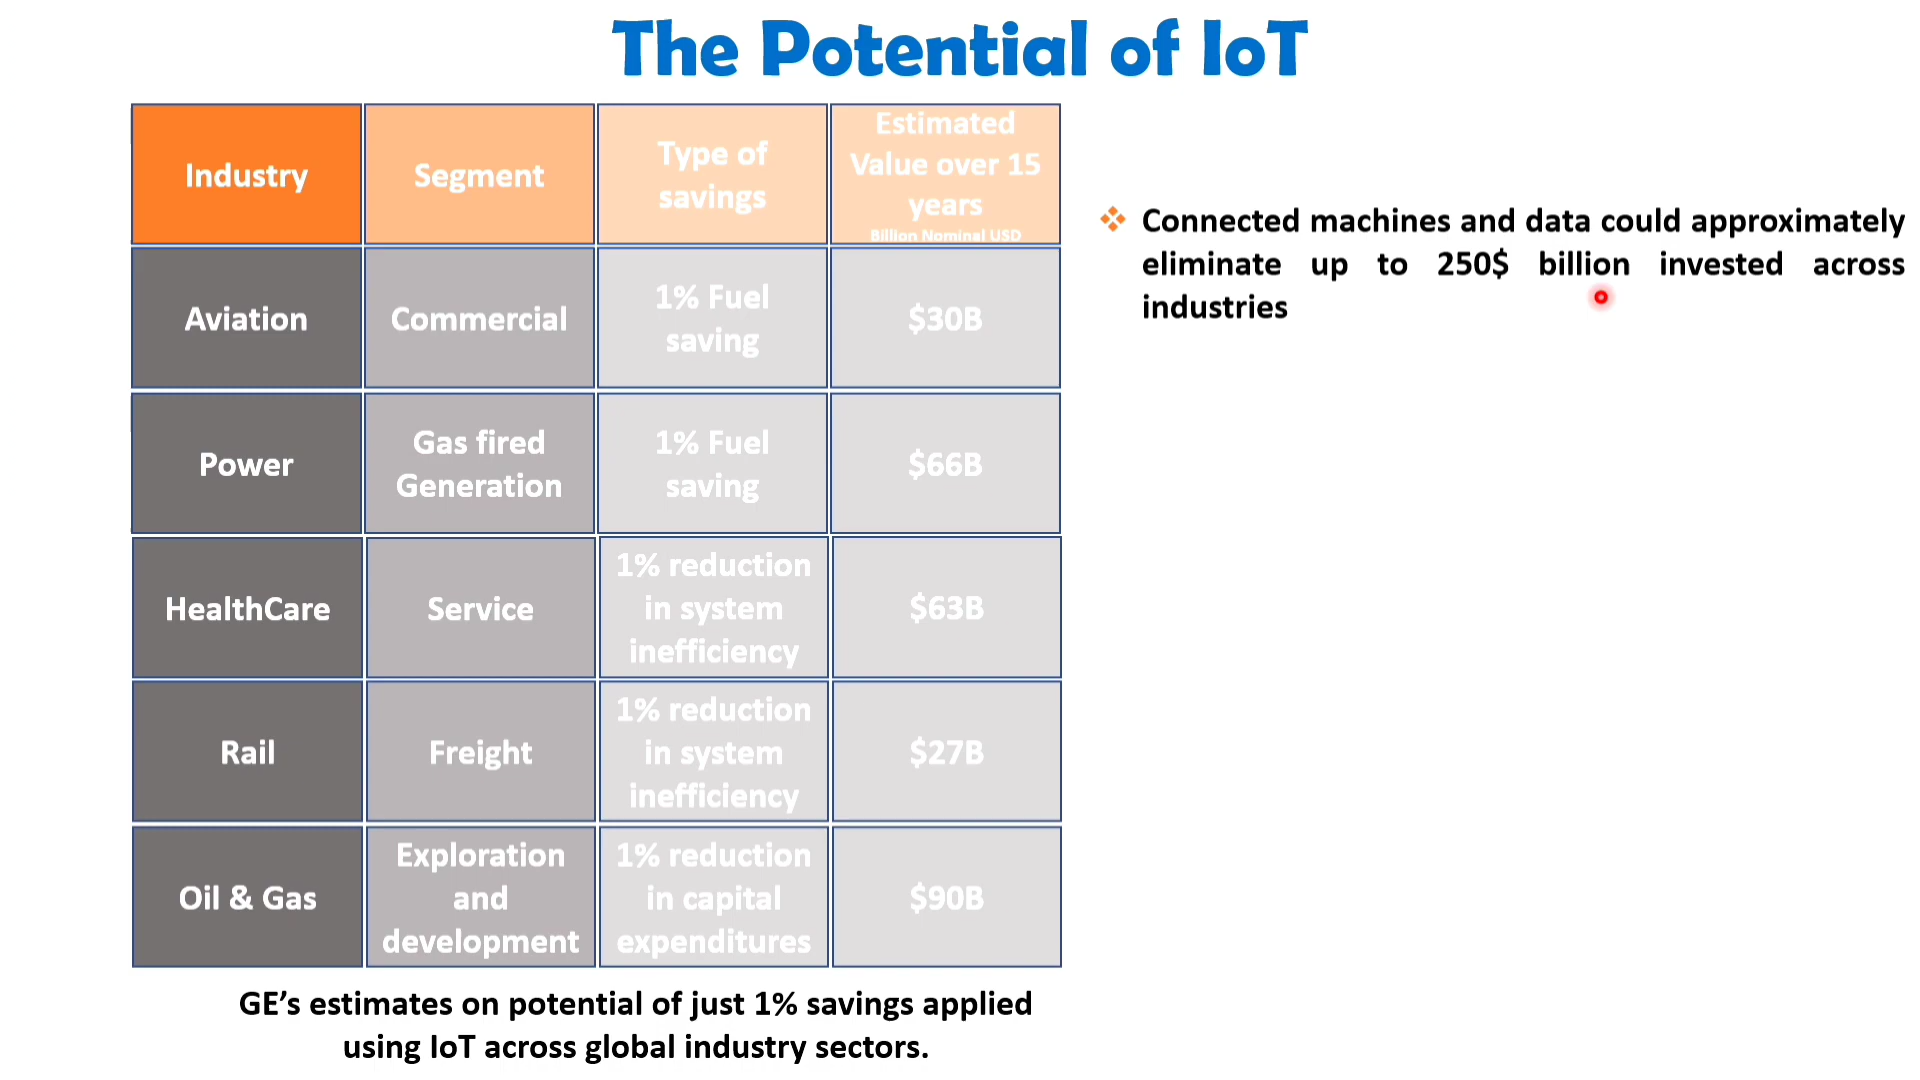 The Potential of IoT
Industry
Segment
Type of
savings
Estimated
Value over 15
years
Billion Nominal USD
Aviation
Commercial
1% Fuel
saving
$30B
Power
Gas fired
Generation
1% Fuel
saving
$66B
HealthCare
Service
1% reduction
in system
inefficiency
$63B
Rail
Freight
1% reduction
in system
inefficiency
$27B
Oil & Gas
Exploration
and
development
1% reduction
in capital
expenditures
$90B
GE’s estimates on potential of just 1% savings applied
using IoT across global industry sectors.
Connected machines and data could approximately
eliminate up to 250$ billion invested across
industries